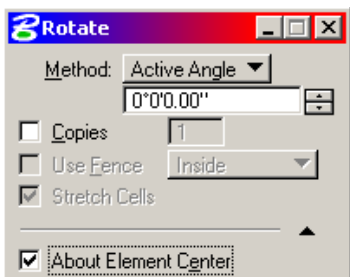 Rotate
Method: Active Angle
0°0'0.00"
Copies 1
Use Fence Inside
Stretch Cells
About Element Center